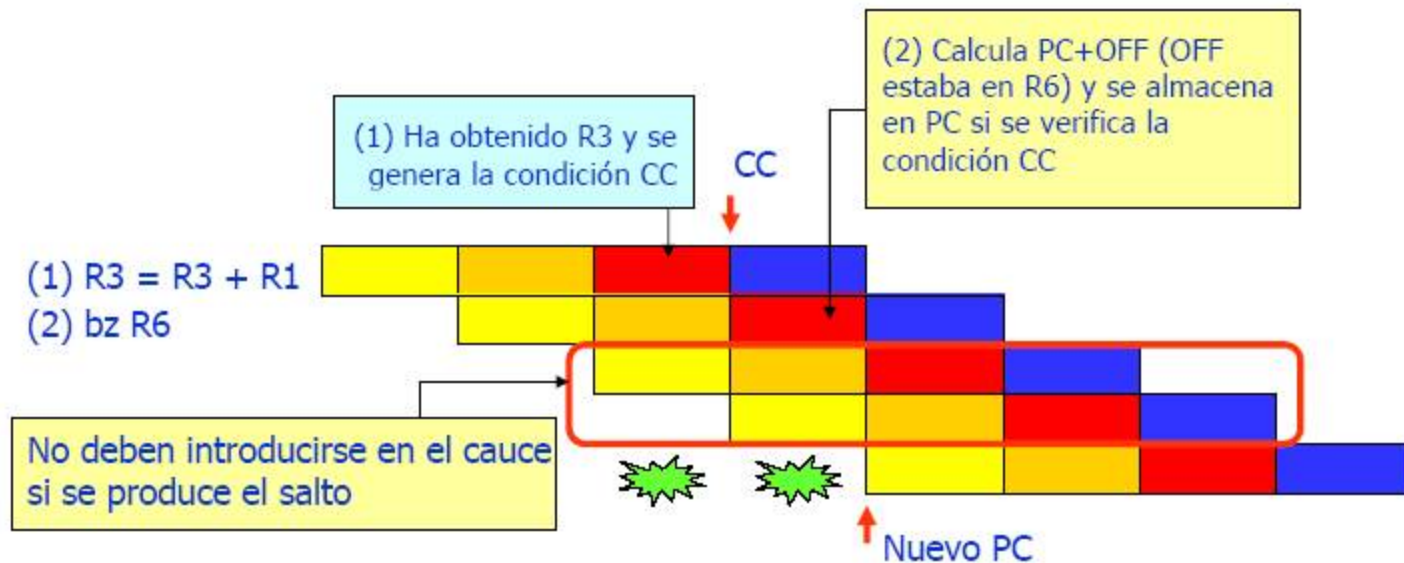 (2) Calcula PC+OFF (OFF
estaba en R6) y se almacena
en PC si se verifica la
condición CC
(1) Ha obtenido R3 y se
genera la condición CC
CC
(1) R3 = R3 + R1
(2) bz R6
No deben introducirse en el cauce
si se produce el salto
Nuevo PC